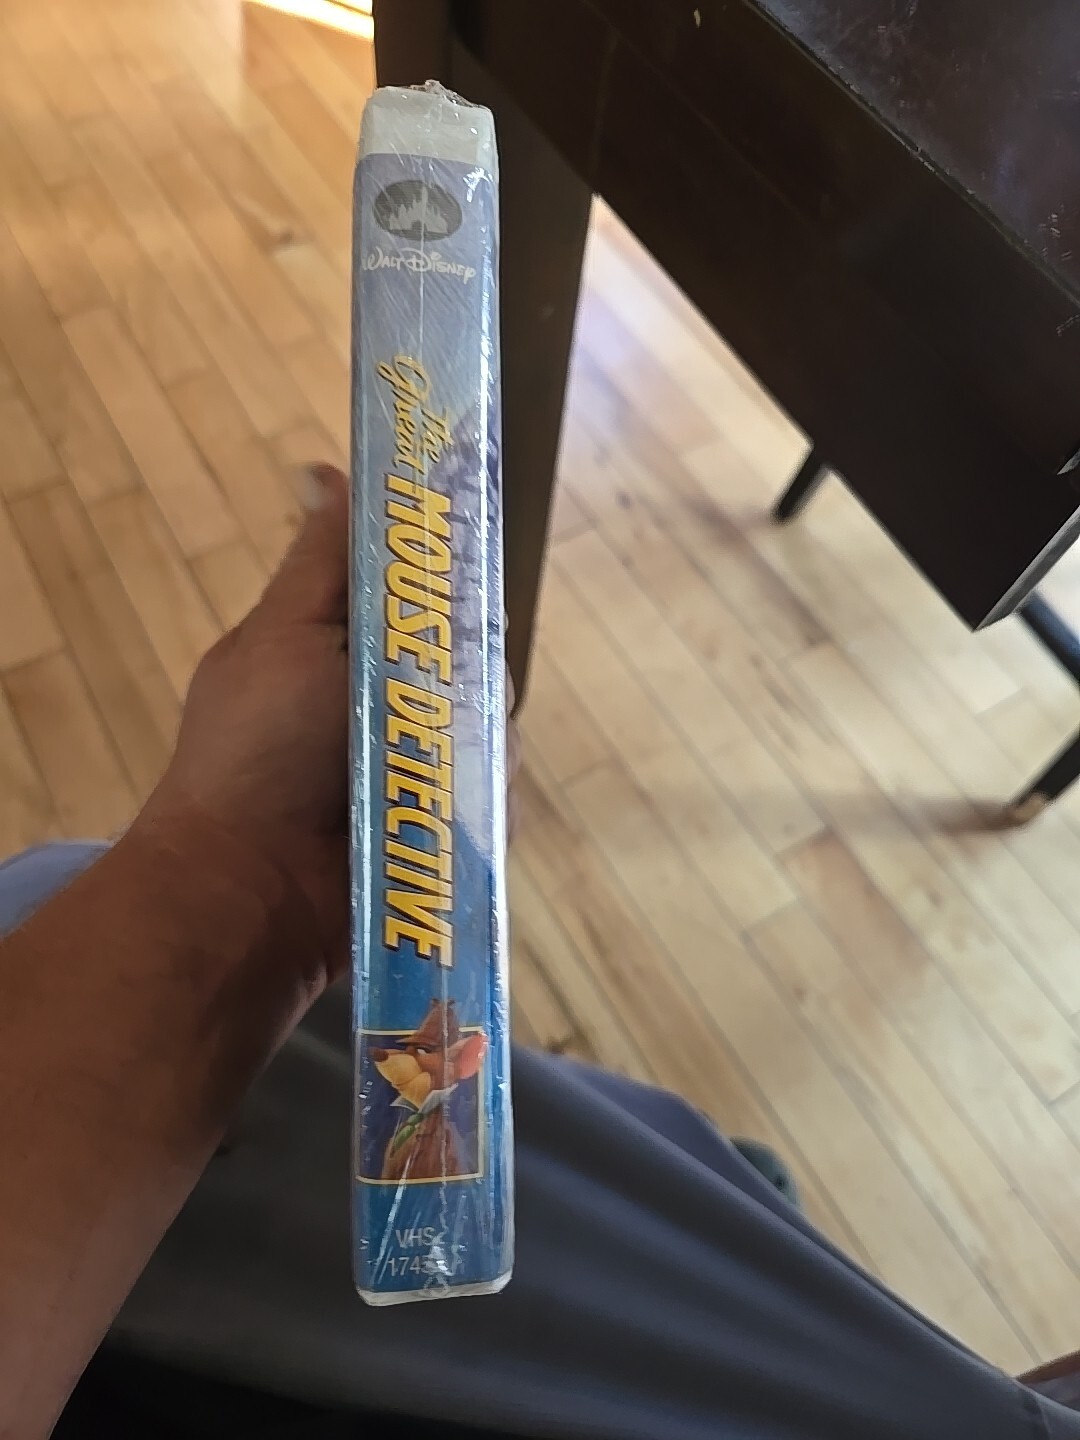 WALT DISNEY
The
Great
MOUSE DETECTIVE
VHS